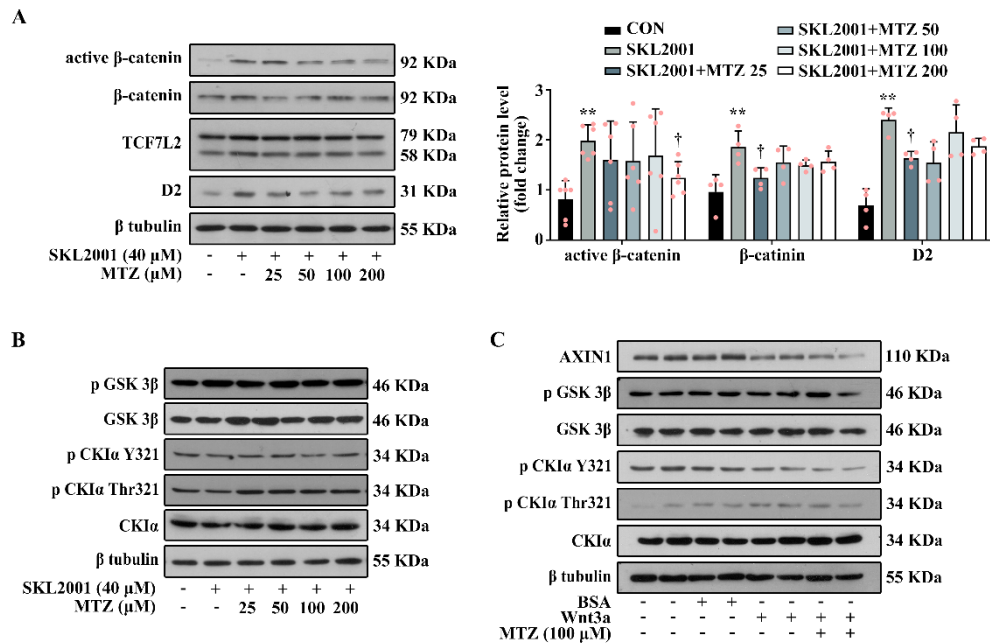 A
active β-catenin
92 KDa
β-catenin
92 KDa
TCF7L2
79 KDa
58 KDa
D2
31 KDa
β tubulin
55 KDa
SKL2001 (40 µM) - + + + + +
MTZ (µM) - - 25 50 100 200
CON
SKL2001
SKL2001+MTZ 25
SKL2001+MTZ 50
SKL2001+MTZ 100
SKL2001+MTZ 200
Relative protein level
(fold change)
3
2
1
0
** † ** † ** †
active β-catenin
β-catinin
D2
B
p GSK 3β
46 KDa
GSK 3β
46 KDa
p CKIα Y321
34 KDa
p CKIα Thr321
34 KDa
CKIα
34 KDa
β tubulin
55 KDa
SKL2001 (40 µM) - + + + + +
MTZ (µM) - - 25 50 100 200
C
AXIN1
110 KDa
p GSK 3β
46 KDa
GSK 3β
46 KDa
p CKIα Y321
34 KDa
p CKIα Thr321
34 KDa
CKIα
34 KDa
β tubulin
55 KDa
BSA - - + + - - - -
Wnt3a - - - - + + + +
MTZ (100 µM) - - - - - - + +